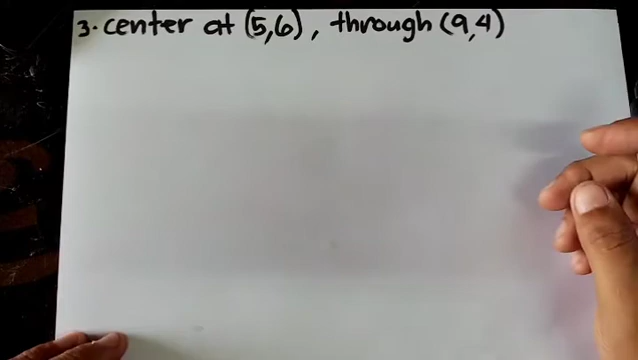 3. center at (5,6), through (9,4)